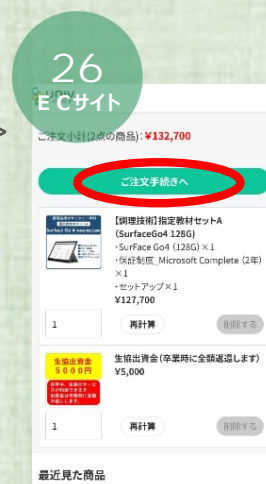 26
ECサイト
UNIV.
ご注文小計(2点の商品):¥132,700
ご注文手続きへ
【調理技術】指定教材セットA
(SurfaceGo4 128G)
・SurFace Go4 (128G)×1
・保証制度_Microsoft Complete (2年)
×1
・セットアップ×1
¥127,700
1
再計算
削除する
生協出資金
5000円
生協出資金(卒業時に全額返還します)
¥5,000
1
再計算
削除する
最近見た商品